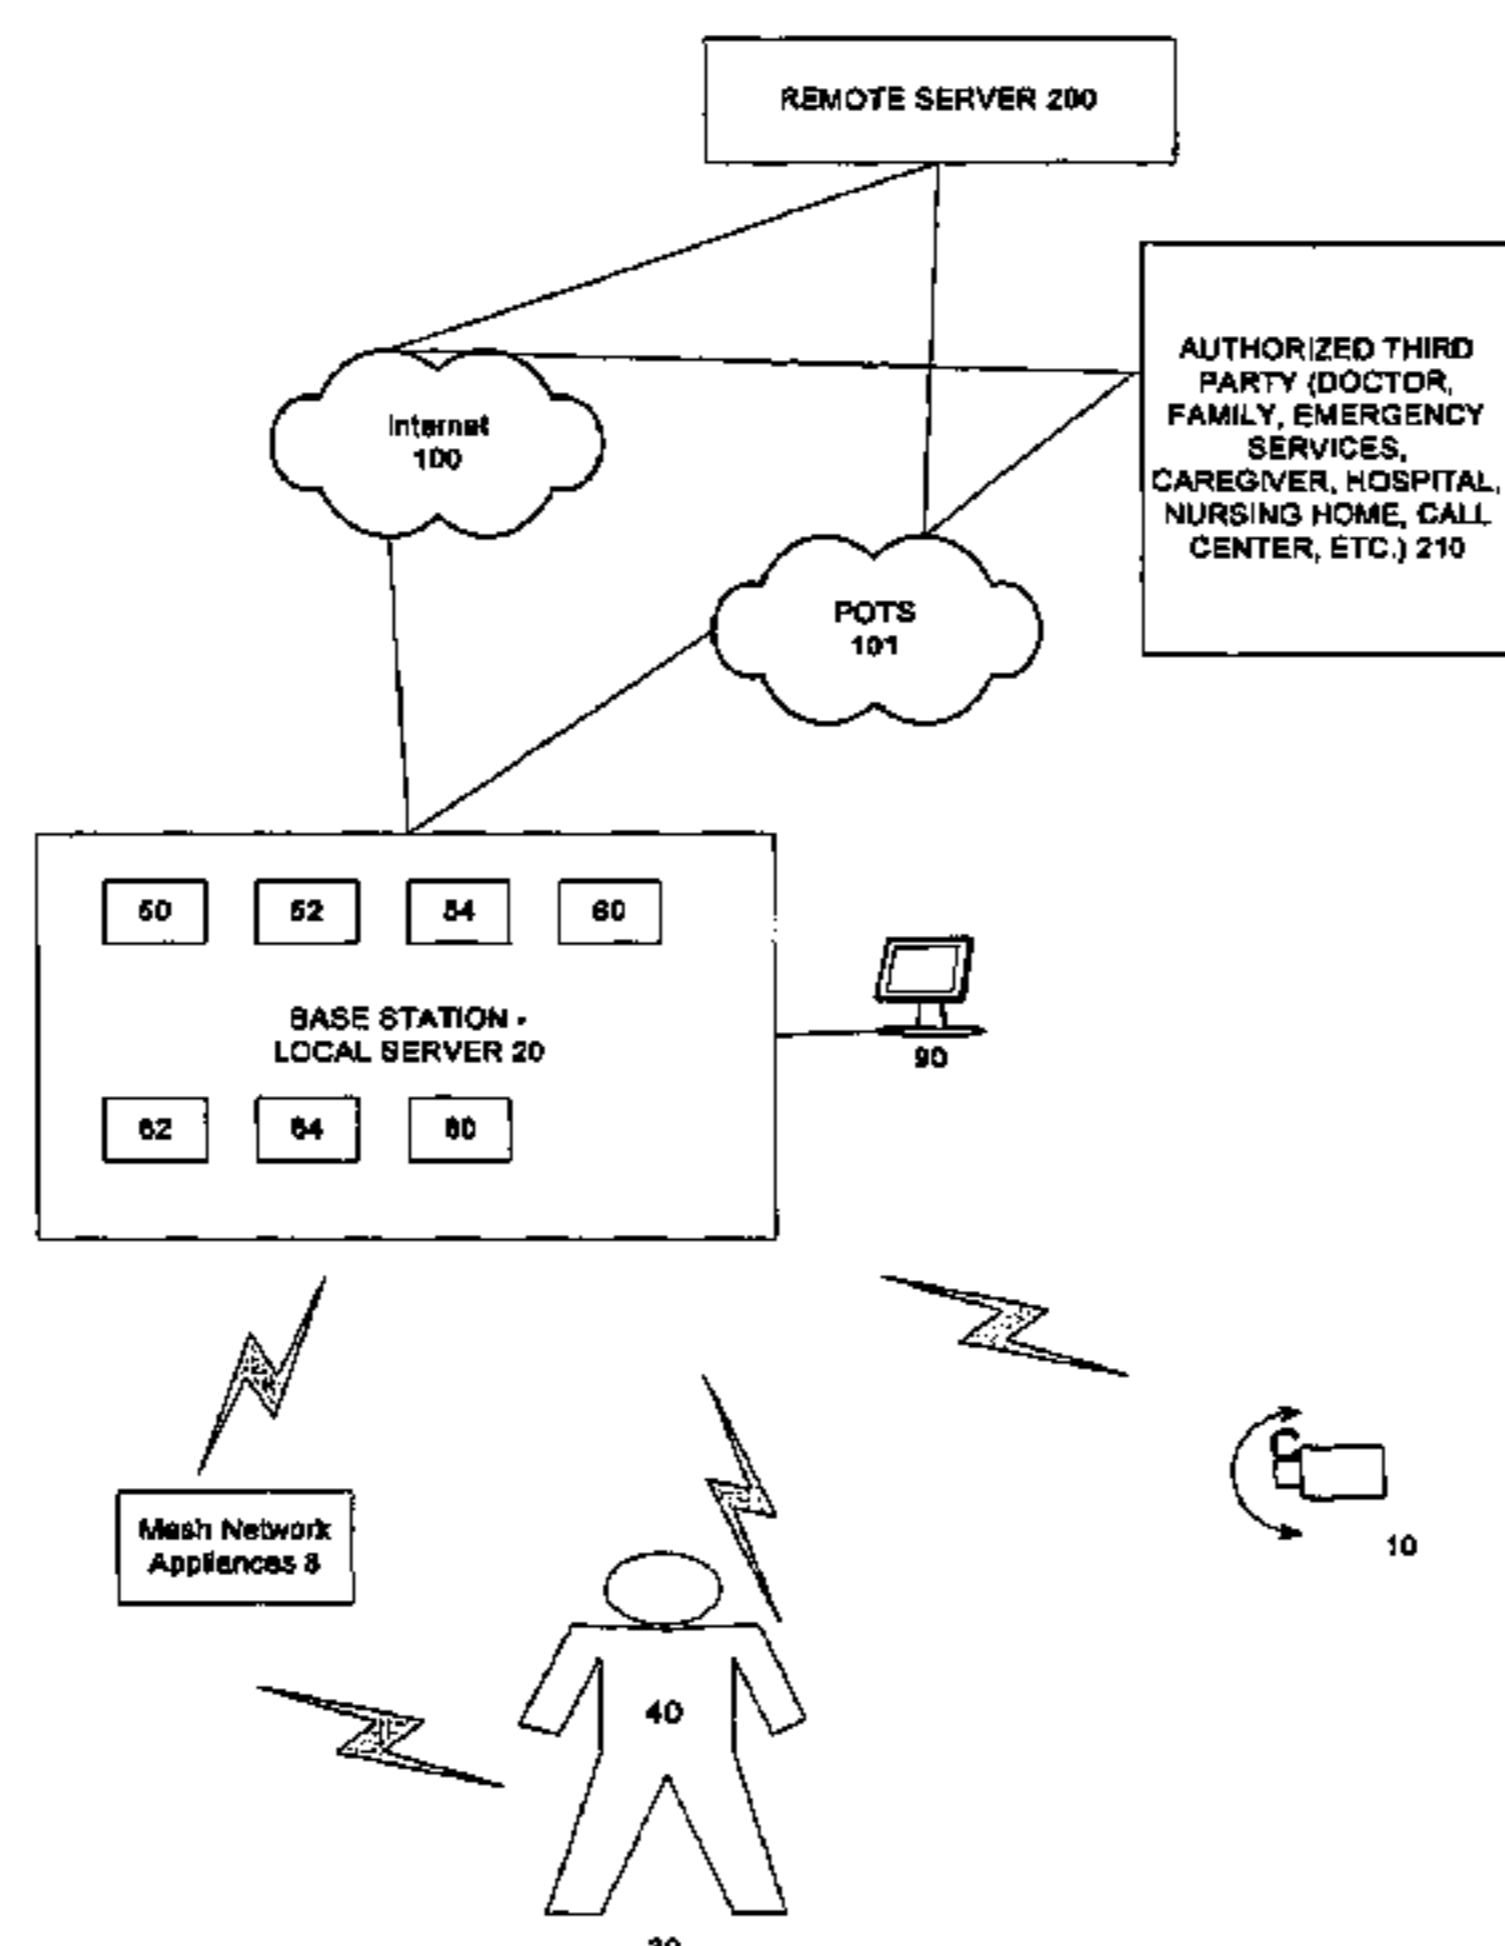 REMOTE SERVER 200
AUTHORIZED THIRD
PARTY (DOCTOR,
FAMILY, EMERGENCY
SERVICES,
CAREGIVER, HOSPITAL,
NURSING HOME, CALL
CENTER, ETC.) 210
Internet
100
POTS
101
50
52
54
60
BASE STATION -
LOCAL SERVER 20
90
62
64
80
Mesh Network
Appliances 8
10
40